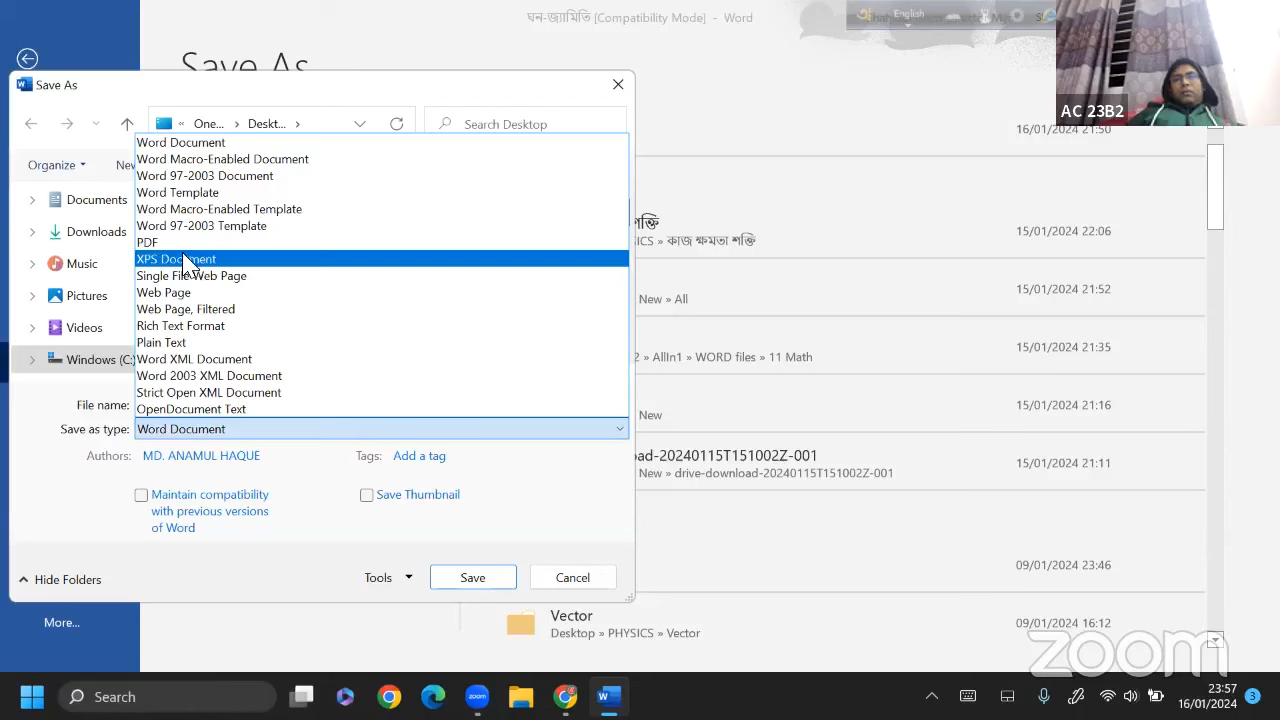 ঘন-জ্যামিতি [Compatibility Mode] - Word
English
AC 23B2
Save As
Save As
One... › Deskt... ›
Search Desktop
Organize
New
Documents
Downloads
Music
Pictures
Videos
Windows (C:)
Word Document
Word Macro-Enabled Document
Word 97-2003 Document
Word Template
Word Macro-Enabled Template
Word 97-2003 Template
PDF
XPS Document
Single File Web Page
Web Page
Web Page, Filtered
Rich Text Format
Plain Text
Word XML Document
Word 2003 XML Document
Strict Open XML Document
OpenDocument Text
File name:
Save as type: Word Document
Authors: MD. ANAMUL HAQUE
Tags: Add a tag
Maintain compatibility
with previous versions
of Word
Save Thumbnail
Hide Folders
Tools
Save
Cancel
More...
16/01/2024 21:50
শক্তি
ICS » কাজ ক্ষমতা শক্তি
15/01/2024 22:06
New » All
15/01/2024 21:52
2 » AllIn1 » WORD files » 11 Math
15/01/2024 21:35
New
15/01/2024 21:16
ad-20240115T151002Z-001
New » drive-download-20240115T151002Z-001
15/01/2024 21:11
09/01/2024 23:46
Vector
Desktop » PHYSICS » Vector
09/01/2024 16:12
zoom
Search
zoom
23:57
16/01/2024
3